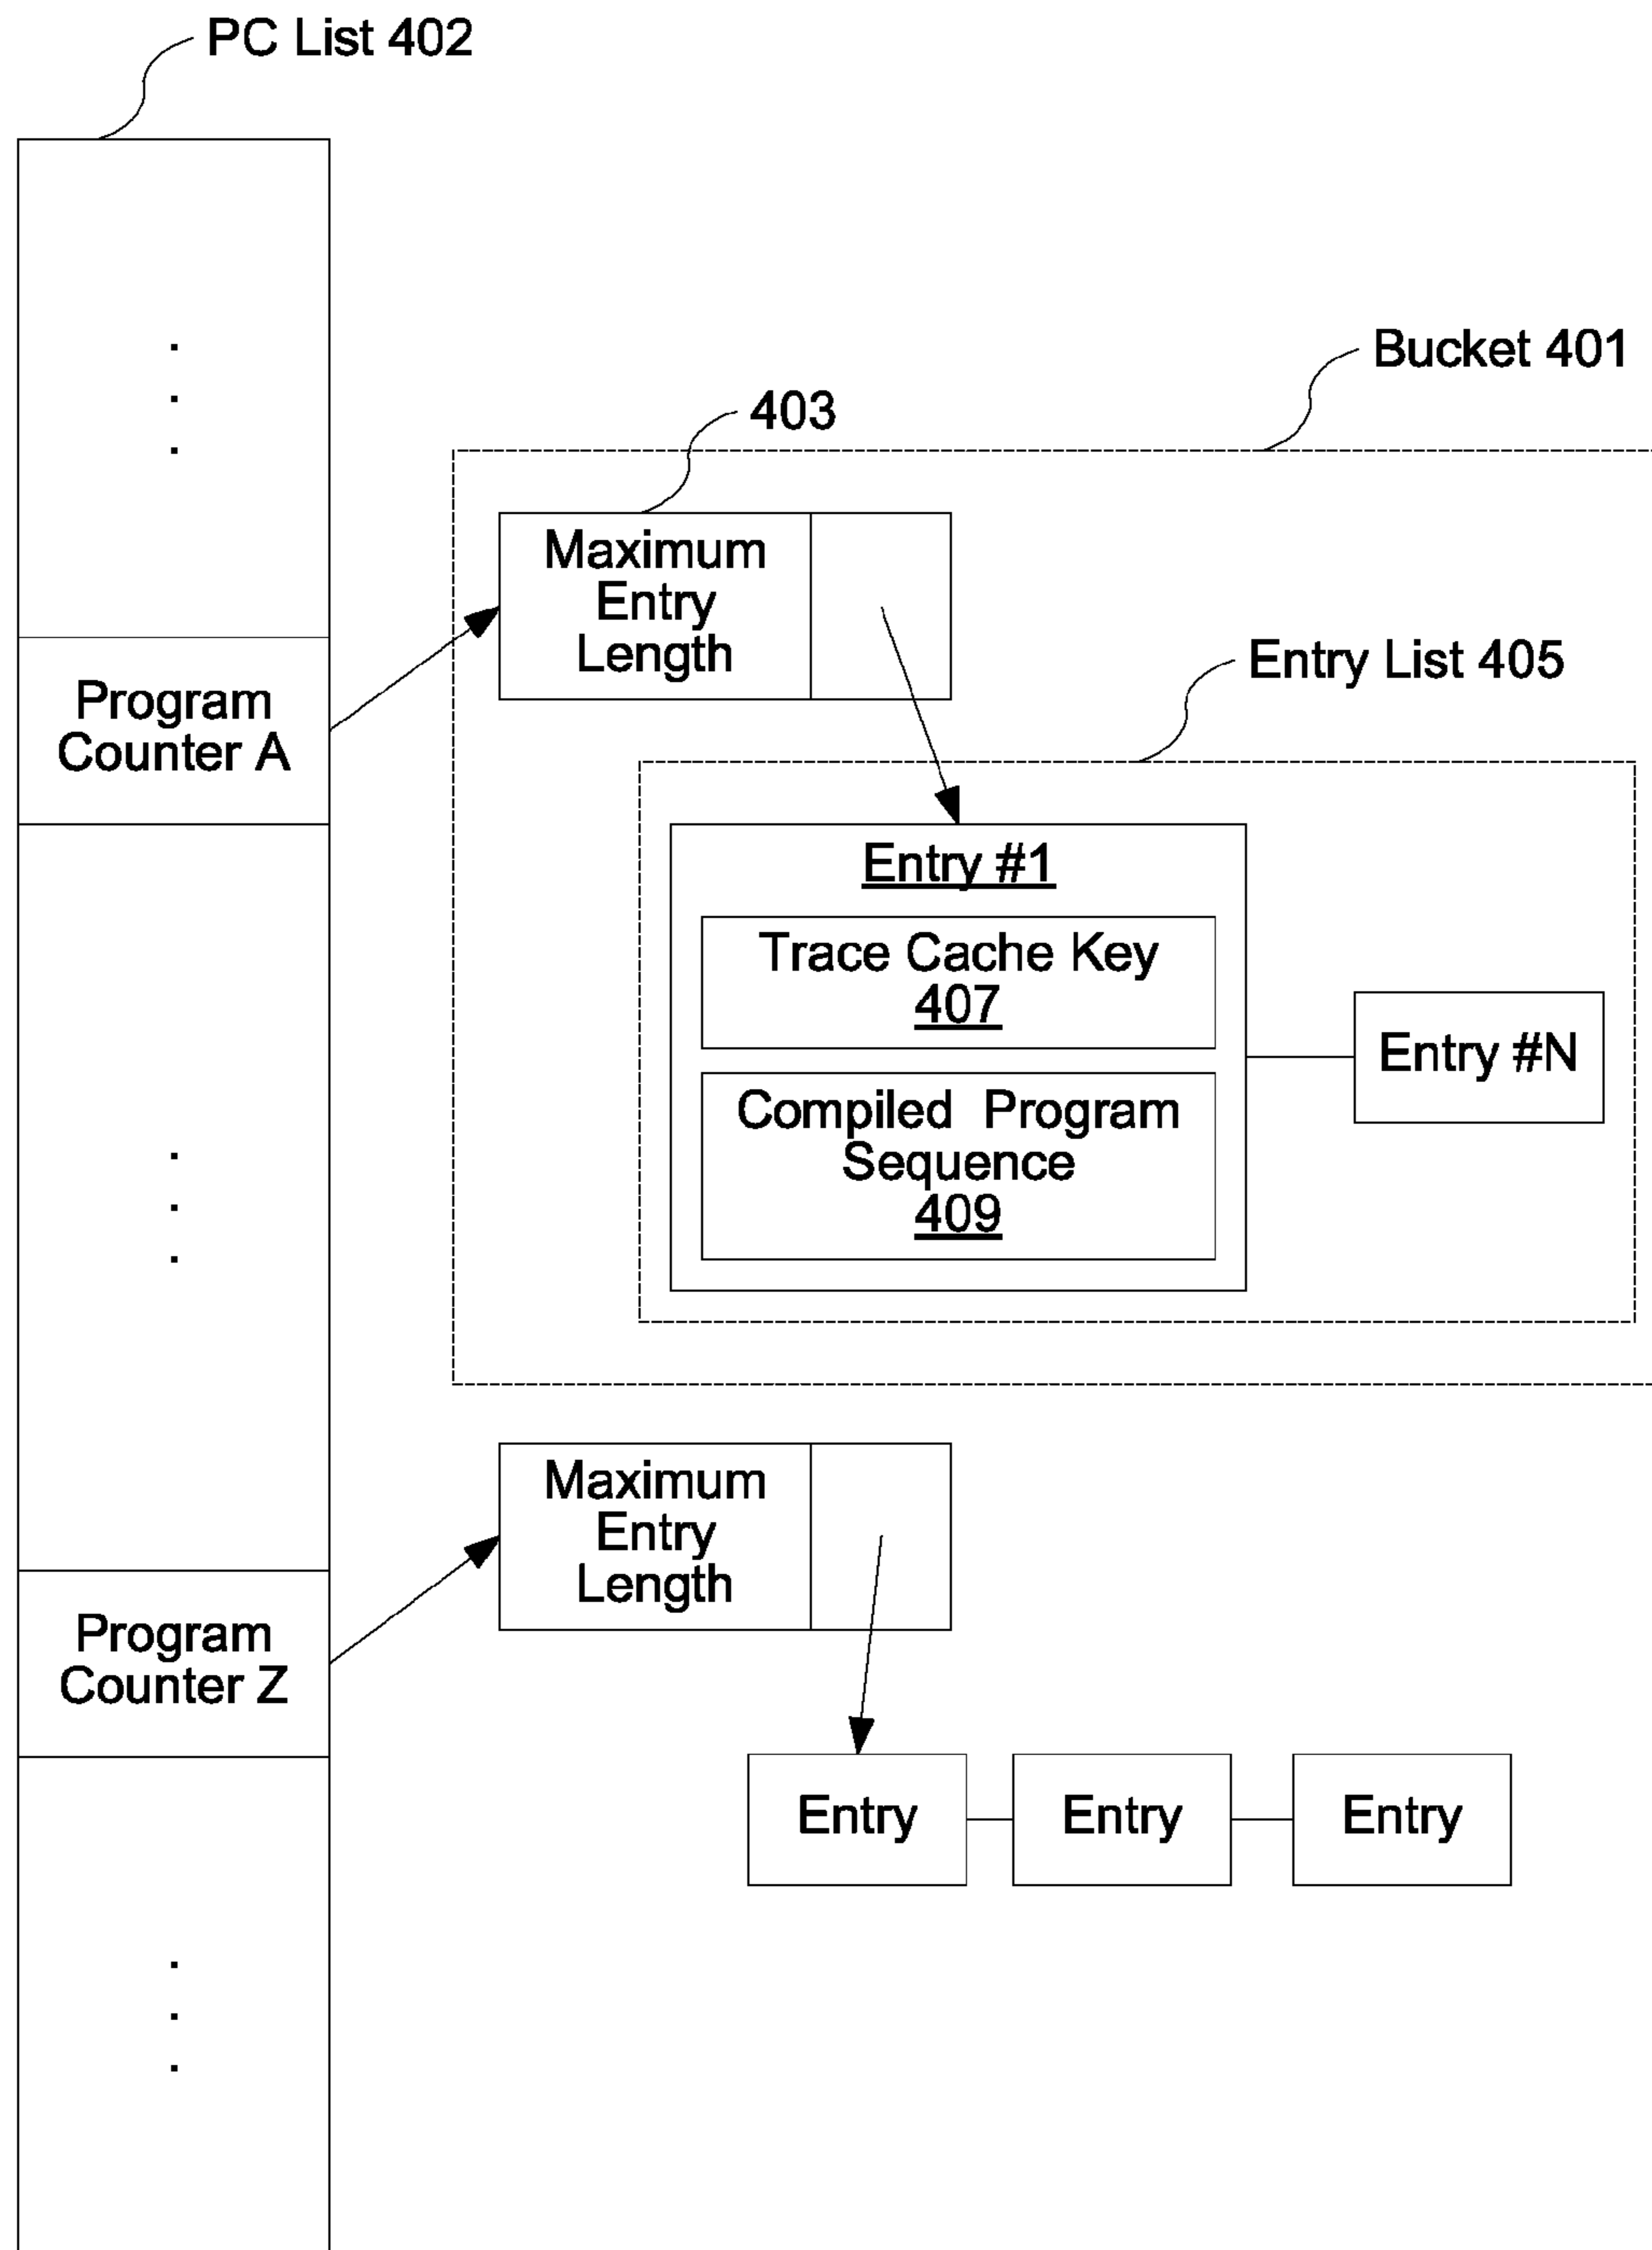 PC List 402
Bucket 401
403
Maximum
Entry
Length
Entry List 405
Program
Counter A
Entry #1
Trace Cache Key
407
Entry #N
Compiled Program
Sequence
409
Maximum
Entry
Length
Program
Counter Z
Entry
Entry
Entry